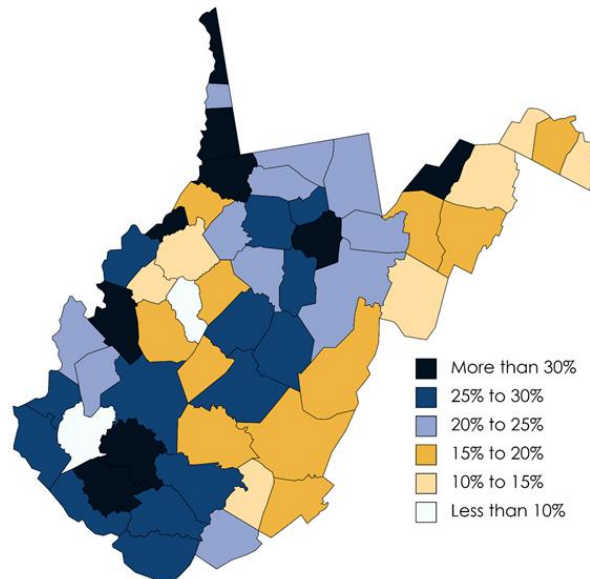 More than 30%
25% to 30%
20% to 25%
15% to 20%
10% to 15%
Less than 10%